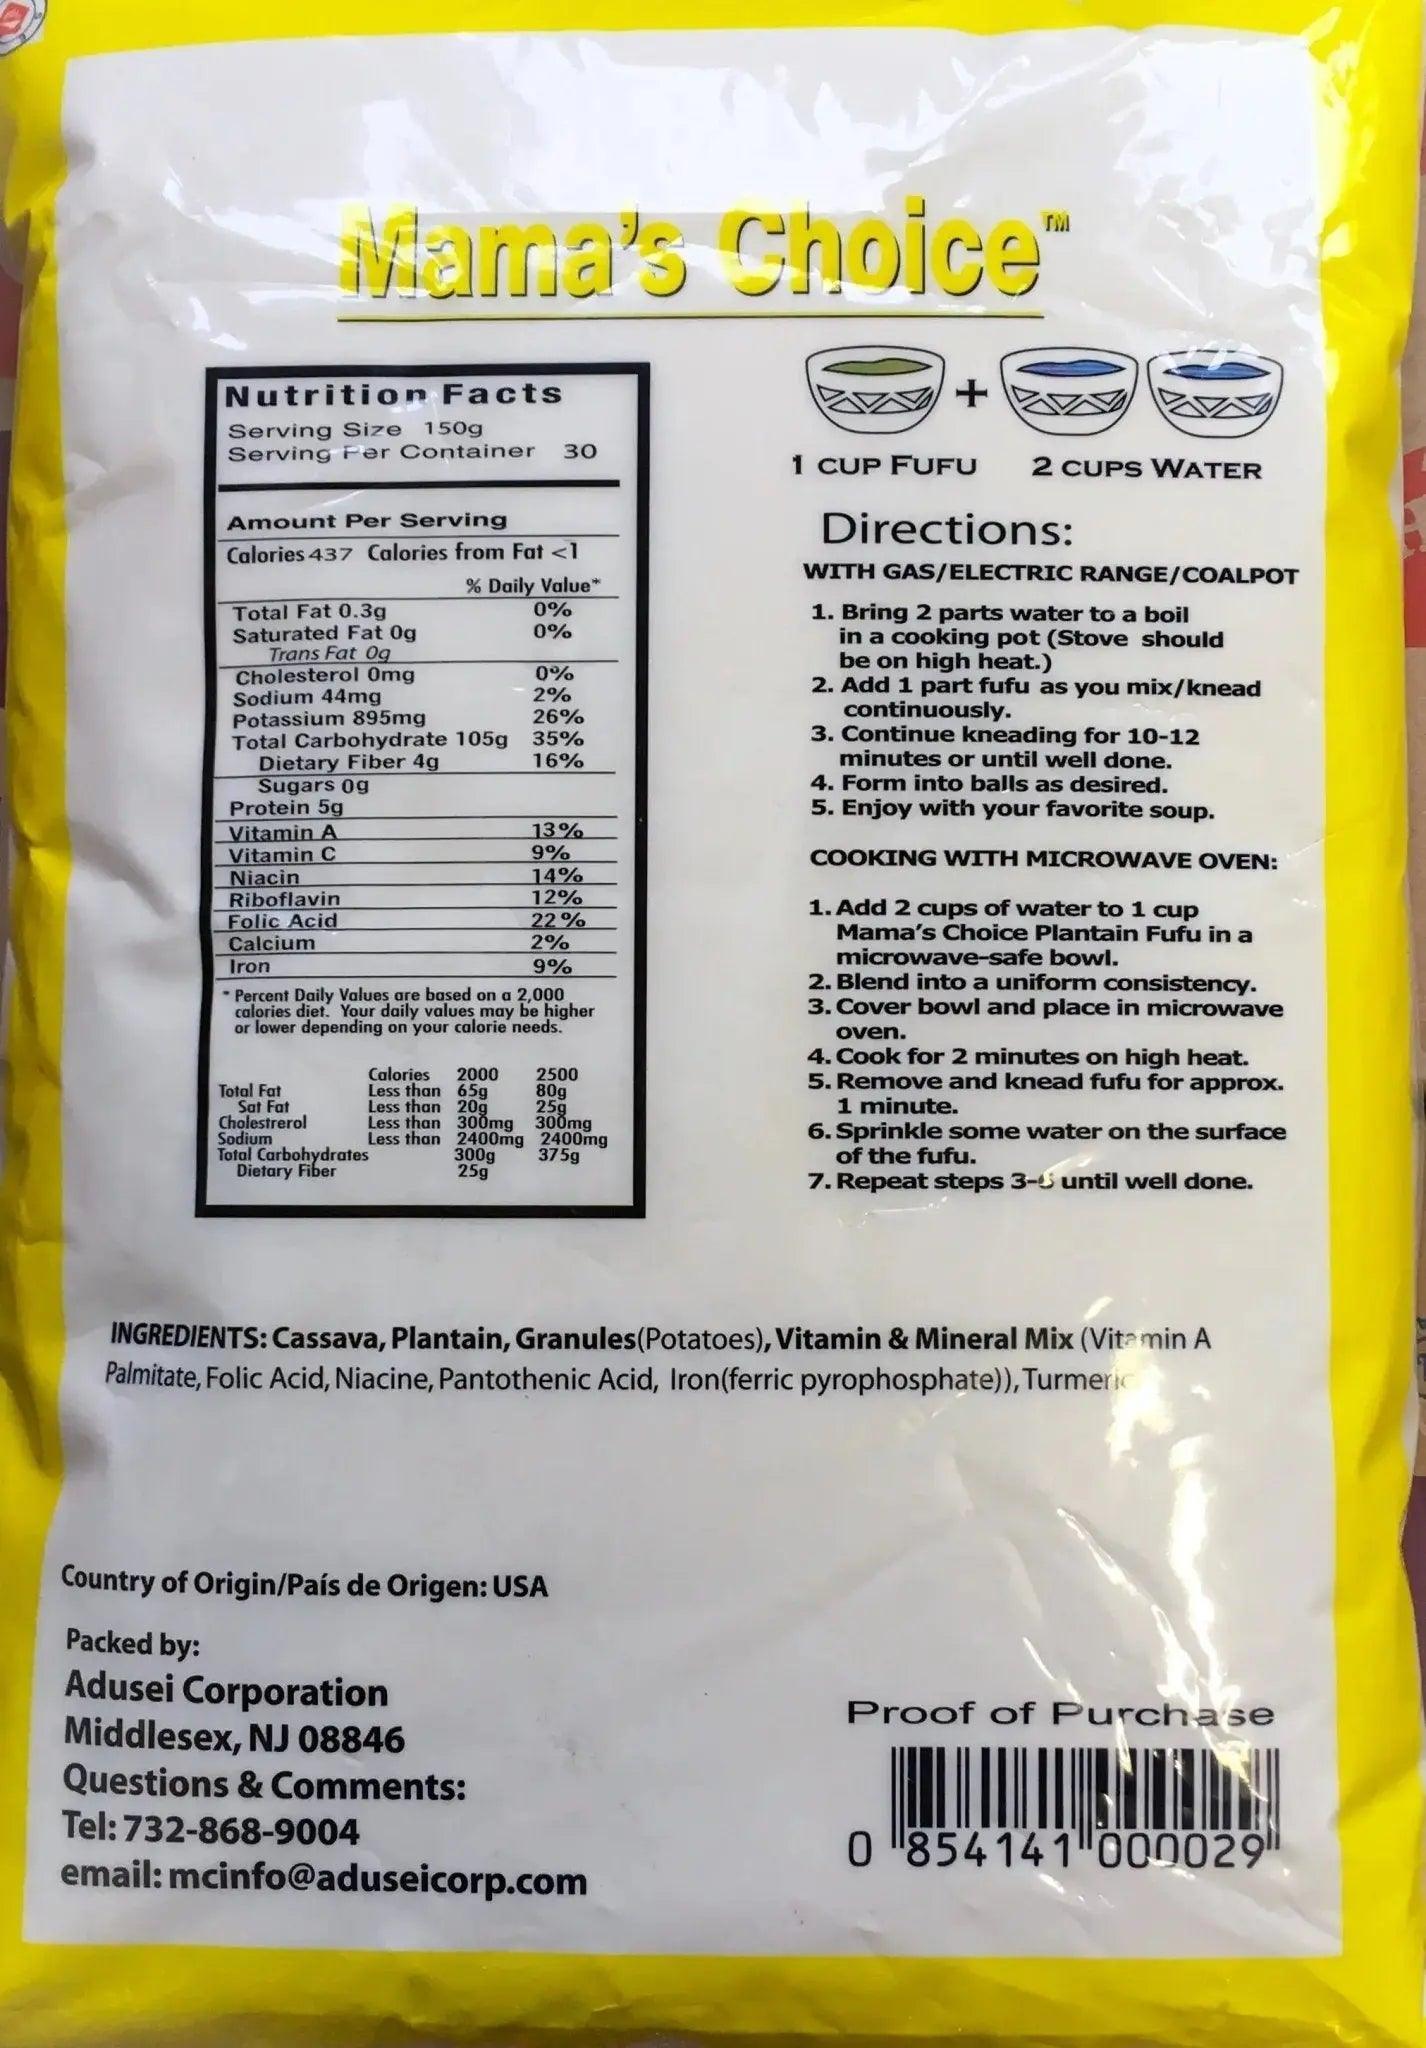 Mama's Choice™
Nutrition Facts
Serving Size 150g
Serving Per Container 30
Amount Per Serving
Calories 437 Calories from Fat <1
% Daily Value*
Total Fat 0.3g 0%
Saturated Fat 0g 0%
Trans Fat 0g
Cholesterol 0mg 0%
Sodium 44mg 2%
Potassium 895mg 26%
Total Carbohydrate 105g 35%
Dietary Fiber 4g 16%
Sugars 0g
Protein 5g
Vitamin A 13%
Vitamin C 9%
Niacin 14%
Riboflavin 12%
Folic Acid 22%
Calcium 2%
Iron 9%
* Percent Daily Values are based on a 2,000
calories diet. Your daily values may be higher
or lower depending on your calorie needs.
Calories 2000 2500
Total Fat Less than 65g 80g
Sat Fat Less than 20g 25g
Cholestrerol Less than 300mg 300mg
Sodium Less than 2400mg 2400mg
Total Carbohydrates 300g 375g
Dietary Fiber 25g
+
1 CUP FUFU 2 CUPS WATER
Directions:
WITH GAS/ELECTRIC RANGE/COALPOT
1. Bring 2 parts water to a boil
in a cooking pot (Stove should
be on high heat.)
2. Add 1 part fufu as you mix/knead
continuously.
3. Continue kneading for 10-12
minutes or until well done.
4. Form into balls as desired.
5. Enjoy with your favorite soup.
COOKING WITH MICROWAVE OVEN:
1. Add 2 cups of water to 1 cup
Mama's Choice Plantain Fufu in a
microwave-safe bowl.
2. Blend into a uniform consistency.
3. Cover bowl and place in microwave
oven.
4. Cook for 2 minutes on high heat.
5. Remove and knead fufu for approx.
1 minute.
6. Sprinkle some water on the surface
of the fufu.
7. Repeat steps 3-6 until well done.
INGREDIENTS: Cassava, Plantain, Granules(Potatoes), Vitamin & Mineral Mix (Vitamin A
Palmitate, Folic Acid, Niacine, Pantothenic Acid, Iron(ferric pyrophosphate)), Turmeric
Country of Origin/País de Origen: USA
Packed by:
Adusei Corporation
Middlesex, NJ 08846
Questions & Comments:
Tel: 732-868-9004
email: mcinfo@aduseicorp.com
Proof of Purchase
0 854141 000029